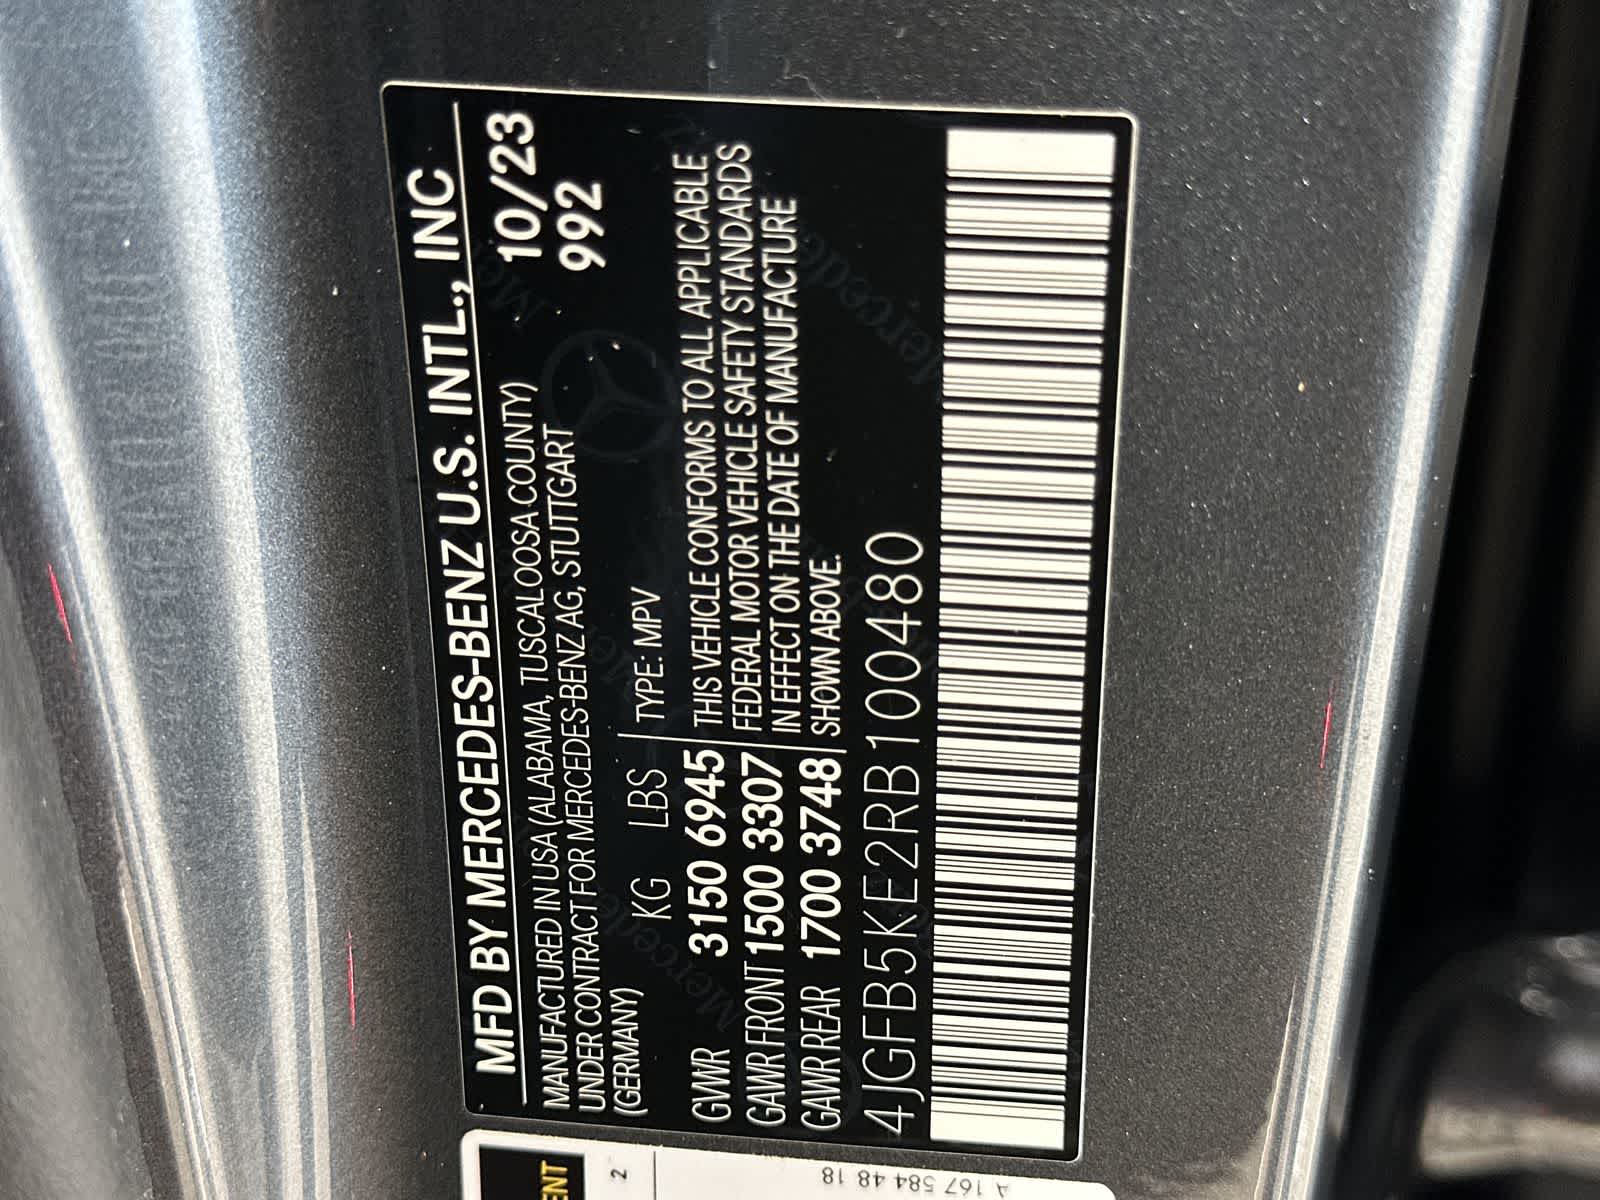 MFD BY MERCEDES-BENZ U.S. INTL., INC
10/23
MANUFACTURED IN USA (ALABAMA, TUSCALOOSA COUNTY)
992
UNDER CONTRACT FOR MERCEDES-BENZ AG, STUTTGART
(GERMANY)
KG LBS TYPE: MPV
GVWR 3150 6945 THIS VEHICLE CONFORMS TO ALL APPLICABLE
FEDERAL MOTOR VEHICLE SAFETY STANDARDS
GAWR FRONT 1500 3307 IN EFFECT ON THE DATE OF MANUFACTURE
GAWR REAR 1700 3748 SHOWN ABOVE.
4JGFB5KE2RB100480
2
A 167 584 48 18